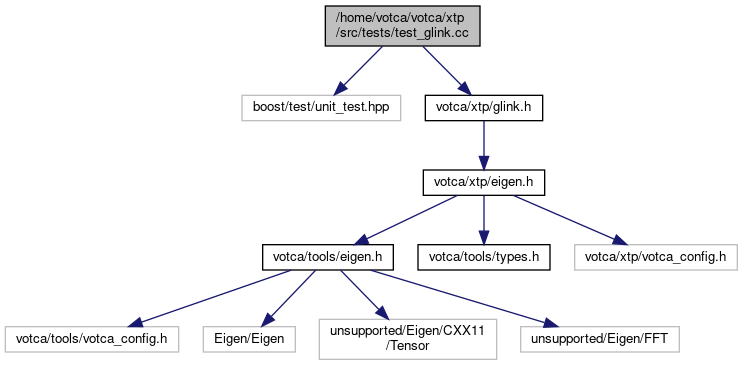 /home/votca/votca/xtp
/src/tests/test_glink.cc
boost/test/unit_test.hpp
votca/xtp/glink.h
votca/xtp/eigen.h
votca/tools/eigen.h
votca/tools/types.h
votca/xtp/votca_config.h
votca/tools/votca_config.h
Eigen/Eigen
unsupported/Eigen/CXX11
/Tensor
unsupported/Eigen/FFT